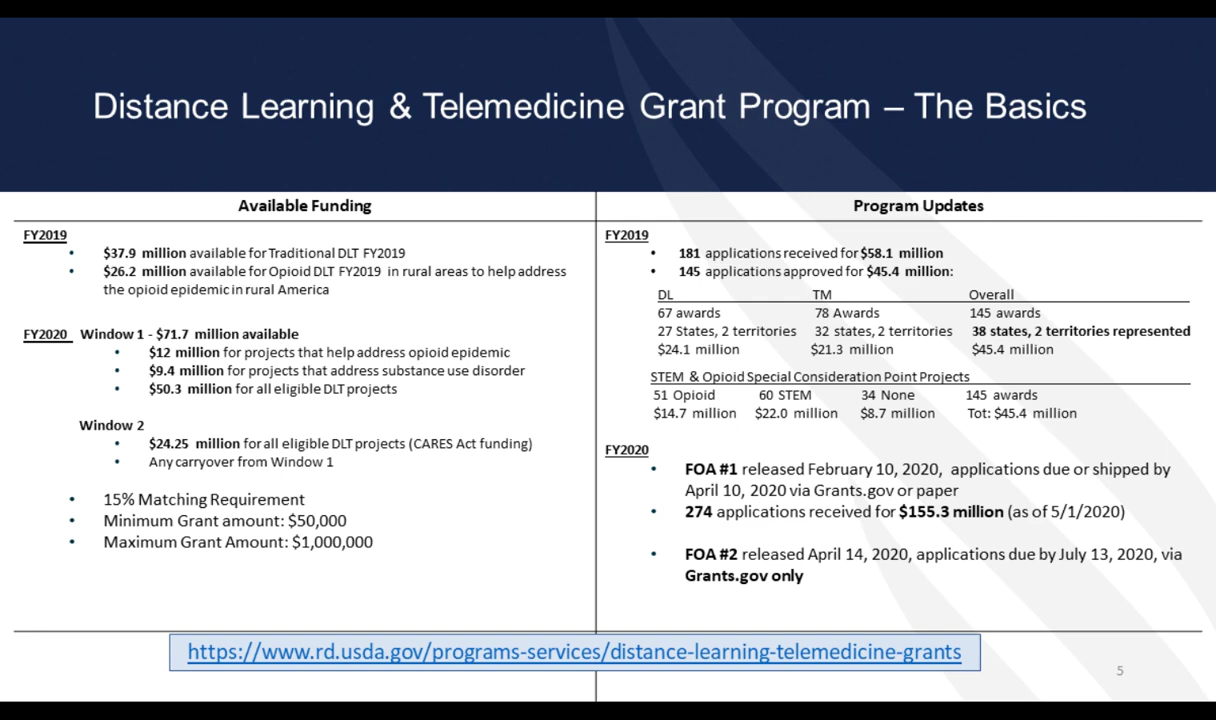 Distance Learning & Telemedicine Grant Program – The Basics
Available Funding
FY2019
• $37.9 million available for Traditional DLT FY2019
• $26.2 million available for Opioid DLT FY2019 in rural areas to help address
the opioid epidemic in rural America
FY2020 Window 1 - $71.7 million available
• $12 million for projects that help address opioid epidemic
• $9.4 million for projects that address substance use disorder
• $50.3 million for all eligible DLT projects
Window 2
• $24.25 million for all eligible DLT projects (CARES Act funding)
• Any carryover from Window 1
• 15% Matching Requirement
• Minimum Grant amount: $50,000
• Maximum Grant Amount: $1,000,000
Program Updates
FY2019
• 181 applications received for $58.1 million
• 145 applications approved for $45.4 million:
DL TM Overall
67 awards 78 Awards 145 awards
27 States, 2 territories 32 states, 2 territories 38 states, 2 territories represented
$24.1 million $21.3 million $45.4 million
STEM & Opioid Special Consideration Point Projects
51 Opioid 60 STEM 34 None 145 awards
$14.7 million $22.0 million $8.7 million Tot: $45.4 million
FY2020
• FOA #1 released February 10, 2020, applications due or shipped by
April 10, 2020 via Grants.gov or paper
• 274 applications received for $155.3 million (as of 5/1/2020)
• FOA #2 released April 14, 2020, applications due by July 13, 2020, via
Grants.gov only
https://www.rd.usda.gov/programs-services/distance-learning-telemedicine-grants
5